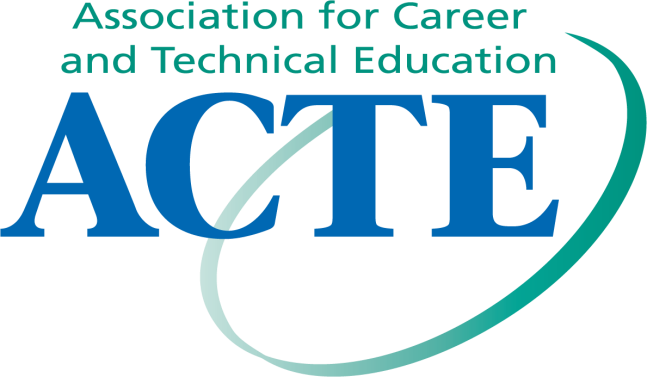 Association for Career
and Technical Education
ACTE